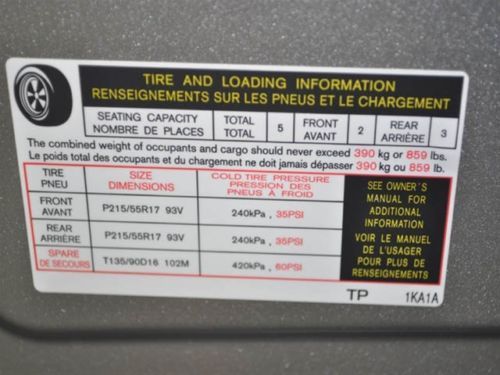 TIRE AND LOADING INFORMATION
RENSEIGNEMENTS SUR LES PNEUS ET LE CHARGEMENT
SEATING CAPACITY TOTAL 5 FRONT 2 REAR 3
NOMBRE DE PLACES TOTAL AVANT ARRIÈRE
The combined weight of occupants and cargo should never exceed 390 kg or 859 lbs.
Le poids total des occupants et du chargement ne doit jamais dépasser 390 kg ou 859 lb.
TIRE SIZE COLD TIRE PRESSURE
PNEU DIMENSIONS PRESSION DES
PNEUS À FROID
FRONT
AVANT P215/55R17 93V 240kPa , 35PSI
REAR
ARRIÈRE P215/55R17 93V 240kPa , 35PSI
SPARE
DE SECOURS T135/90D16 102M 420kPa , 60PSI
SEE OWNER'S
MANUAL FOR
ADDITIONAL
INFORMATION
VOIR LE MANUEL
DE L'USAGER
POUR PLUS DE
RENSEIGNEMENTS
TP 1KA1A